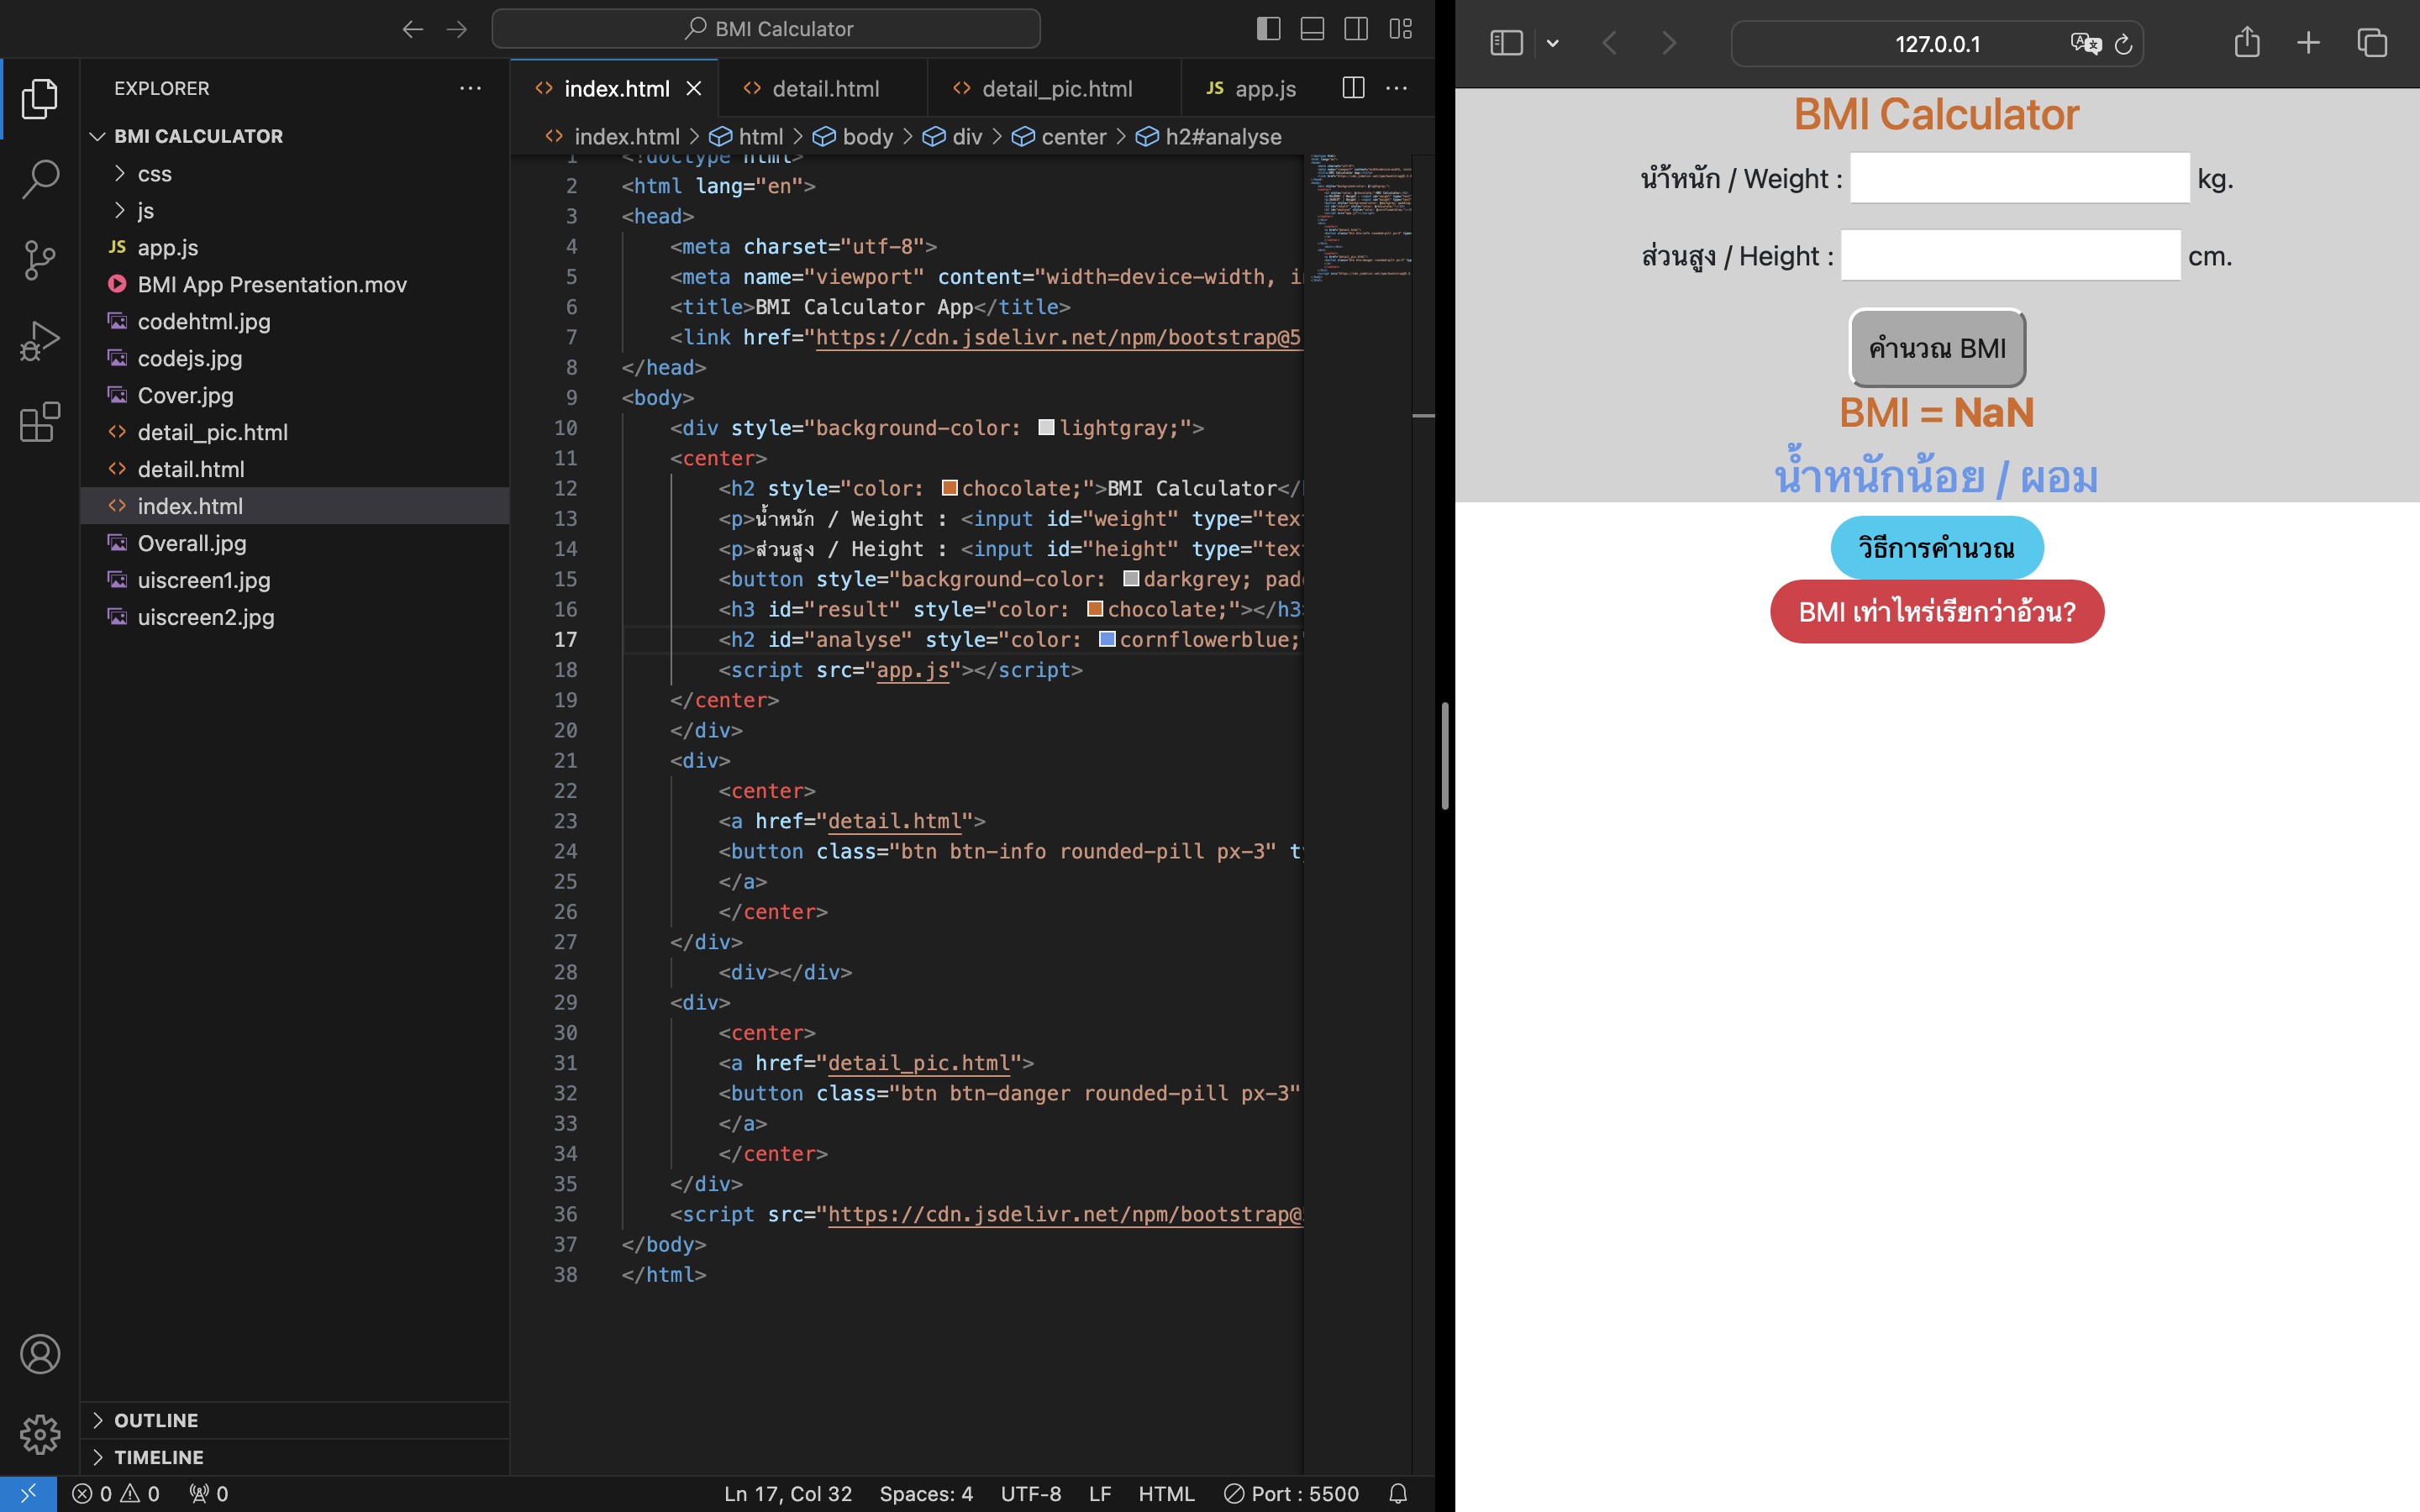 BMI Calculator
EXPLORER
BMI CALCULATOR
css
js
JS app.js
BMI App Presentation.mov
codehtml.jpg
codejs.jpg
Cover.jpg
detail_pic.html
detail.html
index.html
Overall.jpg
uiscreen1.jpg
uiscreen2.jpg
OUTLINE
TIMELINE
index.html detail.html detail_pic.html JS app.js
index.html > html > body > div > center > h2#analyse
1 <!doctype html>
2 <html lang="en">
3 <head>
4 <meta charset="utf-8">
5 <meta name="viewport" content="width=device-width, i
6 <title>BMI Calculator App</title>
7 <link href="https://cdn.jsdelivr.net/npm/bootstrap@5
8 </head>
9 <body>
10 <div style="background-color: lightgray;">
11 <center>
12 <h2 style="color: chocolate;">BMI Calculator</
13 <p>น้ำหนัก / Weight : <input id="weight" type="tex
14 <p>ส่วนสูง / Height : <input id="height" type="tex
15 <button style="background-color: darkgrey; pad
16 <h3 id="result" style="color: chocolate;"></h3
17 <h2 id="analyse" style="color: cornflowerblue;
18 <script src="app.js"></script>
19 </center>
20 </div>
21 <div>
22 <center>
23 <a href="detail.html">
24 <button class="btn btn-info rounded-pill px-3" t
25 </a>
26 </center>
27 </div>
28 <div></div>
29 <div>
30 <center>
31 <a href="detail_pic.html">
32 <button class="btn btn-danger rounded-pill px-3"
33 </a>
34 </center>
35 </div>
36 <script src="https://cdn.jsdelivr.net/npm/bootstrap@
37 </body>
38 </html>
0 0 0
Ln 17, Col 32 Spaces: 4 UTF-8 LF HTML Port : 5500
127.0.0.1
BMI Calculator
น้ำหนัก / Weight : kg.
ส่วนสูง / Height : cm.
คำนวณ BMI
BMI = NaN
น้ำหนักน้อย / ผอม
วิธีการคำนวณ
BMI เท่าไหร่เรียกว่าอ้วน?